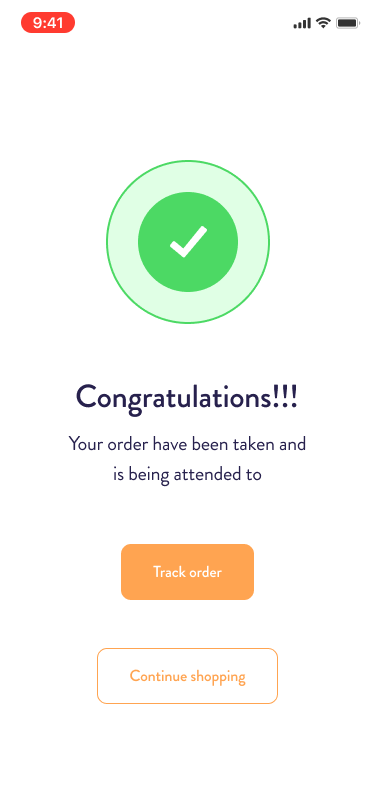 9:41
Congratulations!!!
Your order have been taken and
is being attended to
Track order
Continue shopping